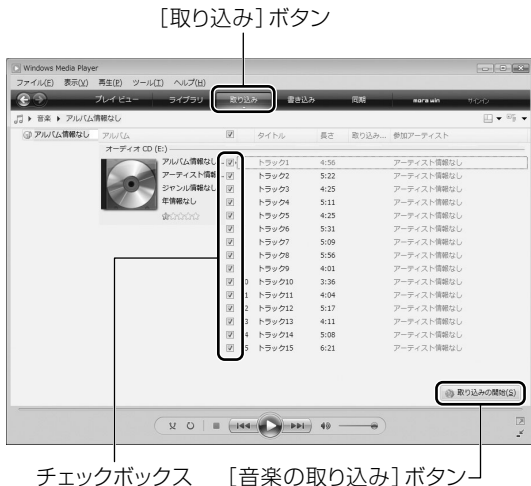 ［取り込み］ボタン
Windows Media Player
ファイル(F) 表示(V) 再生(P) ツール(T) ヘルプ(H)
プレイ ビュー ライブラリ 取り込み 書き込み 同期 mora win サインイン
音楽 ▶ アルバム情報なし
アルバム情報なし アルバム タイトル 長さ 取り込み... 参加アーティスト
オーディオ CD (E:)
アルバム情報なし トラック1 4:56 アーティスト情報なし
アーティスト情報 トラック2 5:22 アーティスト情報なし
ジャンル情報なし トラック3 4:25 アーティスト情報なし
年情報なし トラック4 5:11 アーティスト情報なし
トラック5 4:25 アーティスト情報なし
トラック6 5:31 アーティスト情報なし
トラック7 5:09 アーティスト情報なし
トラック8 5:56 アーティスト情報なし
トラック9 4:01 アーティスト情報なし
0 トラック10 3:36 アーティスト情報なし
1 トラック11 4:04 アーティスト情報なし
2 トラック12 5:17 アーティスト情報なし
3 トラック13 4:11 アーティスト情報なし
4 トラック14 5:08 アーティスト情報なし
5 トラック15 6:21 アーティスト情報なし
取り込みの開始(S)
チェックボックス ［音楽の取り込み］ボタン